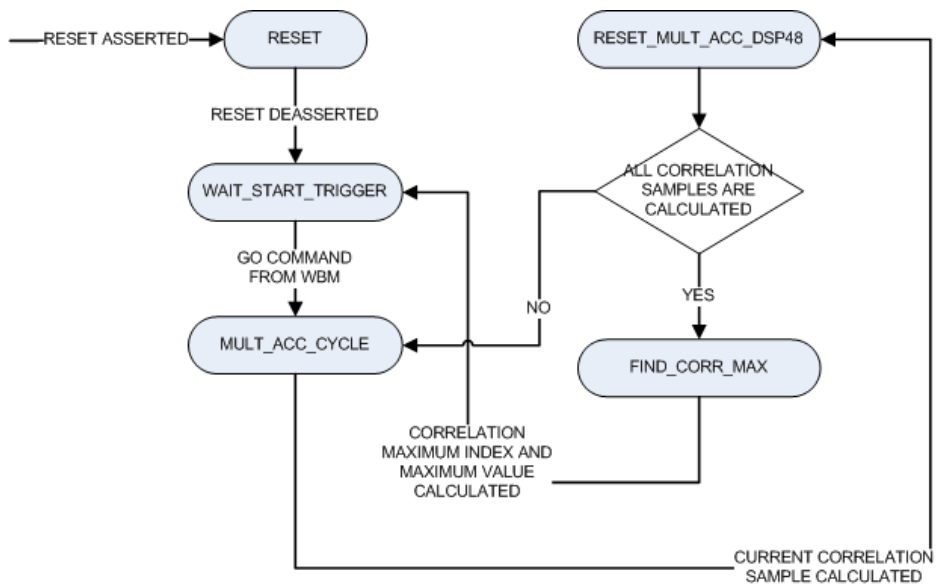 RESET ASSERTED
RESET
RESET_MULT_ACC_DSP48
RESET DEASSERTED
ALL CORRELATION
SAMPLES ARE
CALCULATED
WAIT_START_TRIGGER
GO COMMAND
FROM WBM
YES
NO
MULT_ACC_CYCLE
FIND_CORR_MAX
CORRELATION
MAXIMUM INDEX AND
MAXIMUM VALUE
CALCULATED
CURRENT CORRELATION
SAMPLE CALCULATED